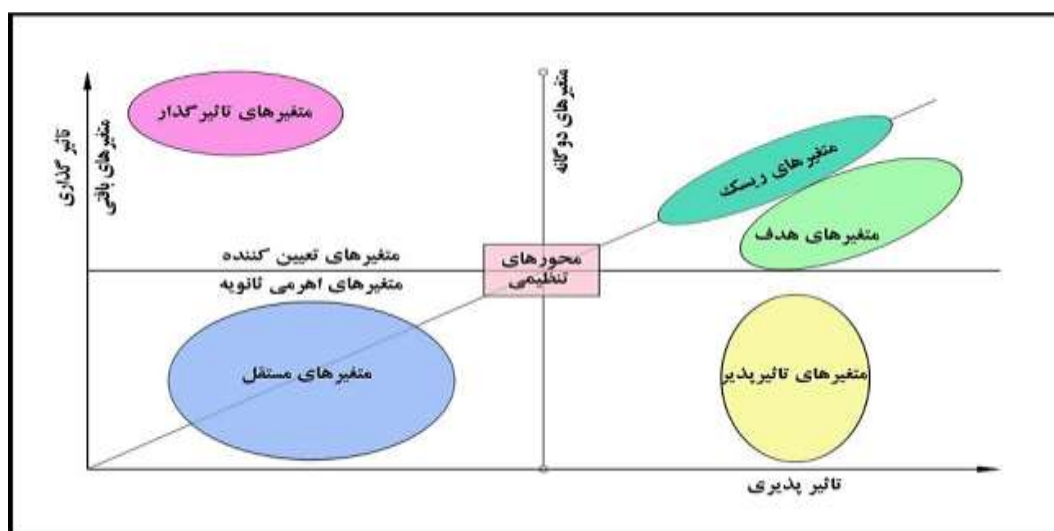 متغیرهای تاثیرگذار
تاثیر گذاری
متغیرهای بافتی
متغیرهای دوگانه
متغیرهای ریسک
متغیرهای هدف
متغیرهای تعیین کننده
متغیرهای اهرمی ثانویه
محورهای
تنظیمی
متغیرهای مستقل
متغیرهای تاثیرپذیر
تاثیر پذیری